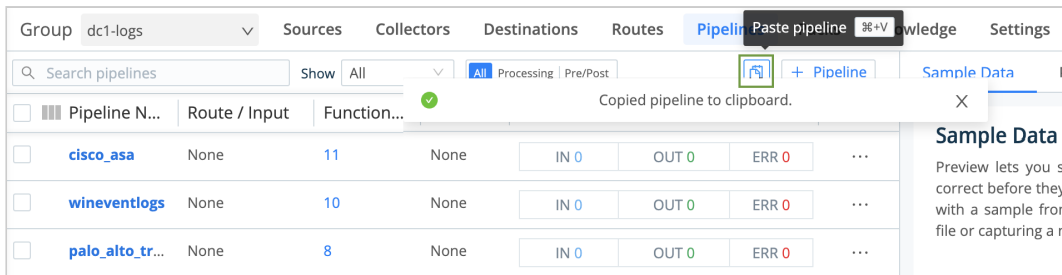 Group dc1-logs Sources Collectors Destinations Routes Pipelin wledge Settings
Paste pipeline ⌘+V
Search pipelines Show All All Processing Pre/Post + Pipeline Sample Data
Copied pipeline to clipboard. X
Pipeline N... Route / Input Function...
cisco_asa None 11 None IN 0 OUT 0 ERR 0 ...
wineventlogs None 10 None IN 0 OUT 0 ERR 0 ...
palo_alto_tr... None 8 None IN 0 OUT 0 ERR 0 ...
Sample Data
Preview lets you s
correct before they
with a sample from
file or capturing a r